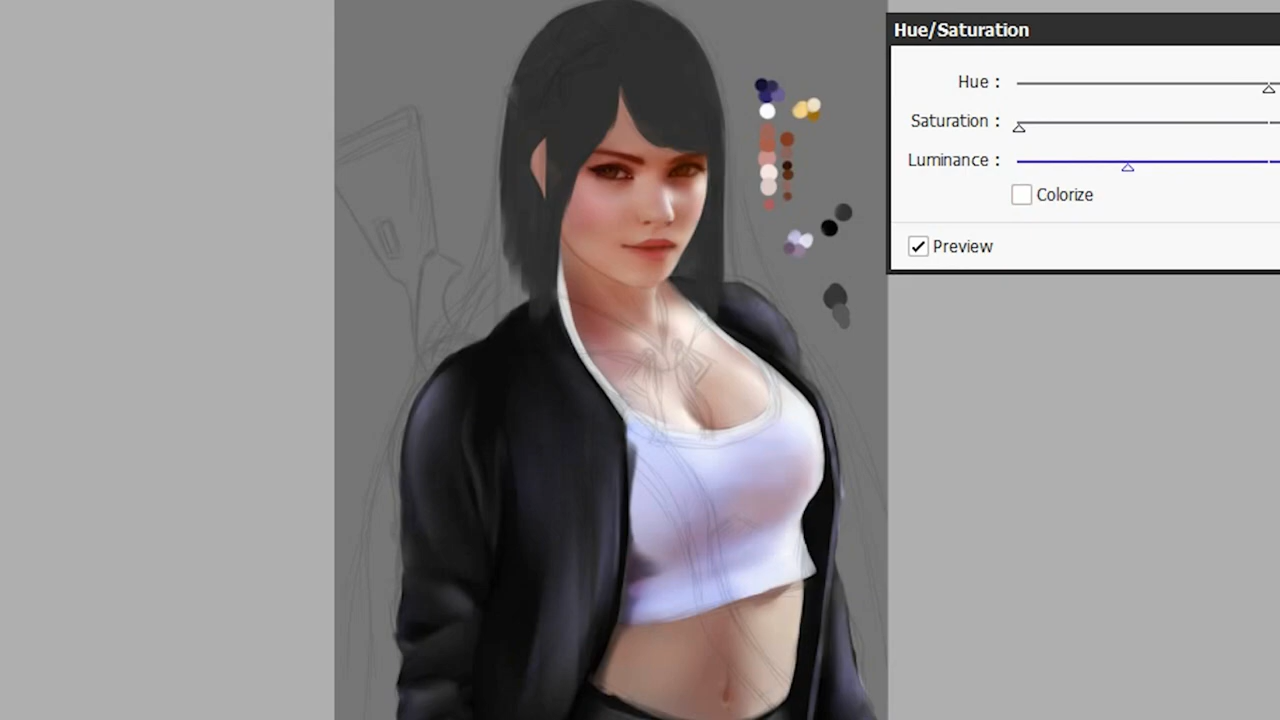 Hue/Saturation
Hue :
Saturation :
Luminance :
Colorize
Preview